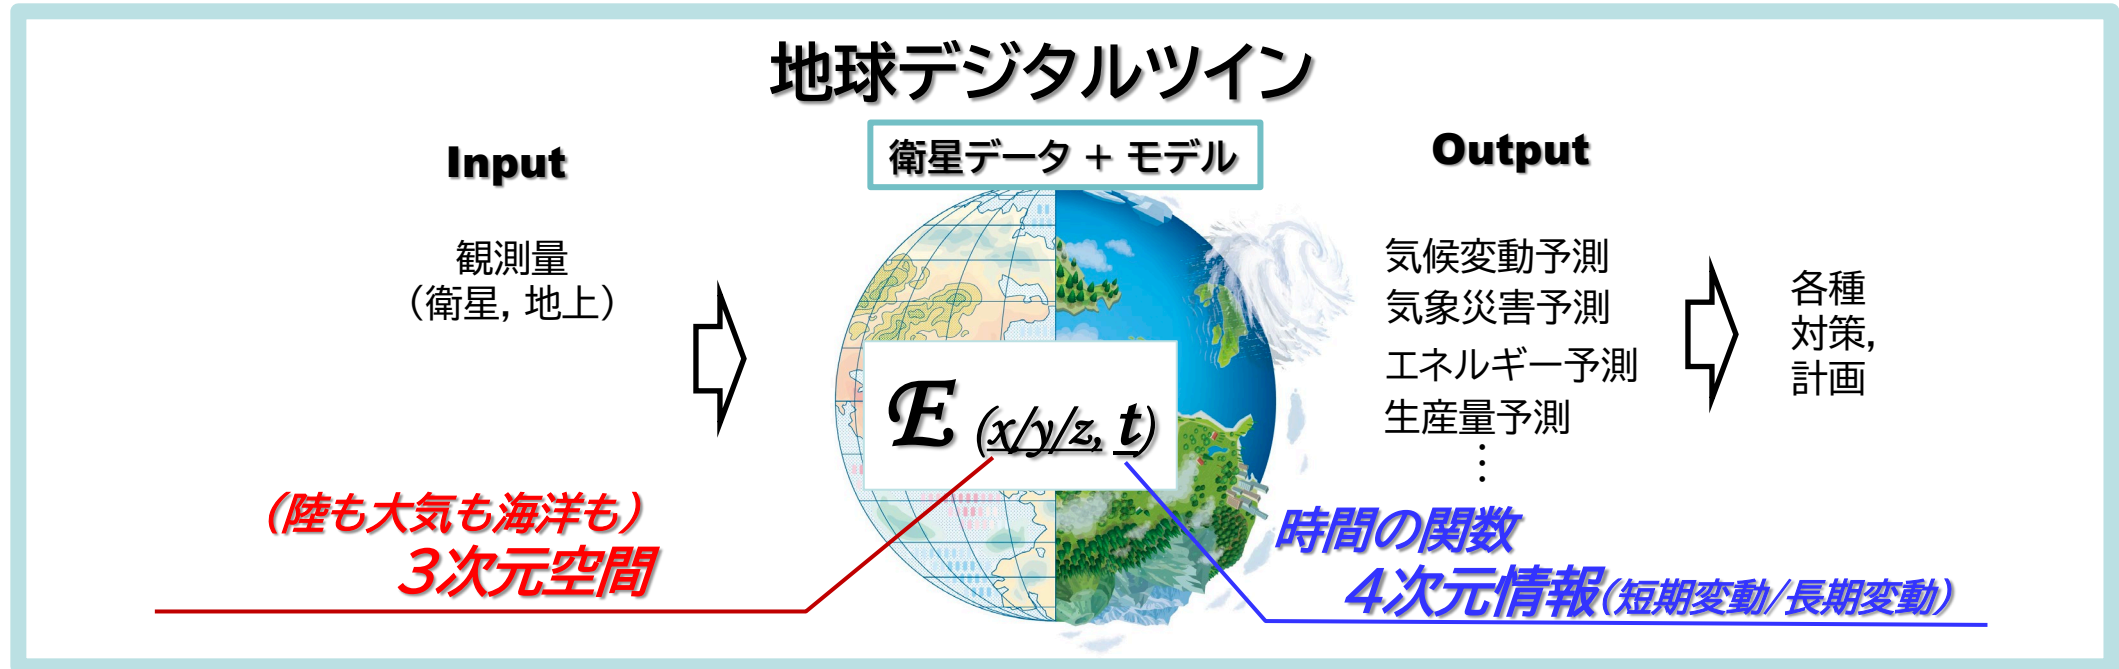 地球デジタルツイン
衛星データ + モデル
Input
観測量
(衛星, 地上)
E (x/y/z, t)
(陸も大気も海洋も)
3次元空間
Output
気候変動予測
気象災害予測
エネルギー予測
生産量予測
⋮
各種
対策,
計画
時間の関数
4次元情報(短期変動/長期変動)